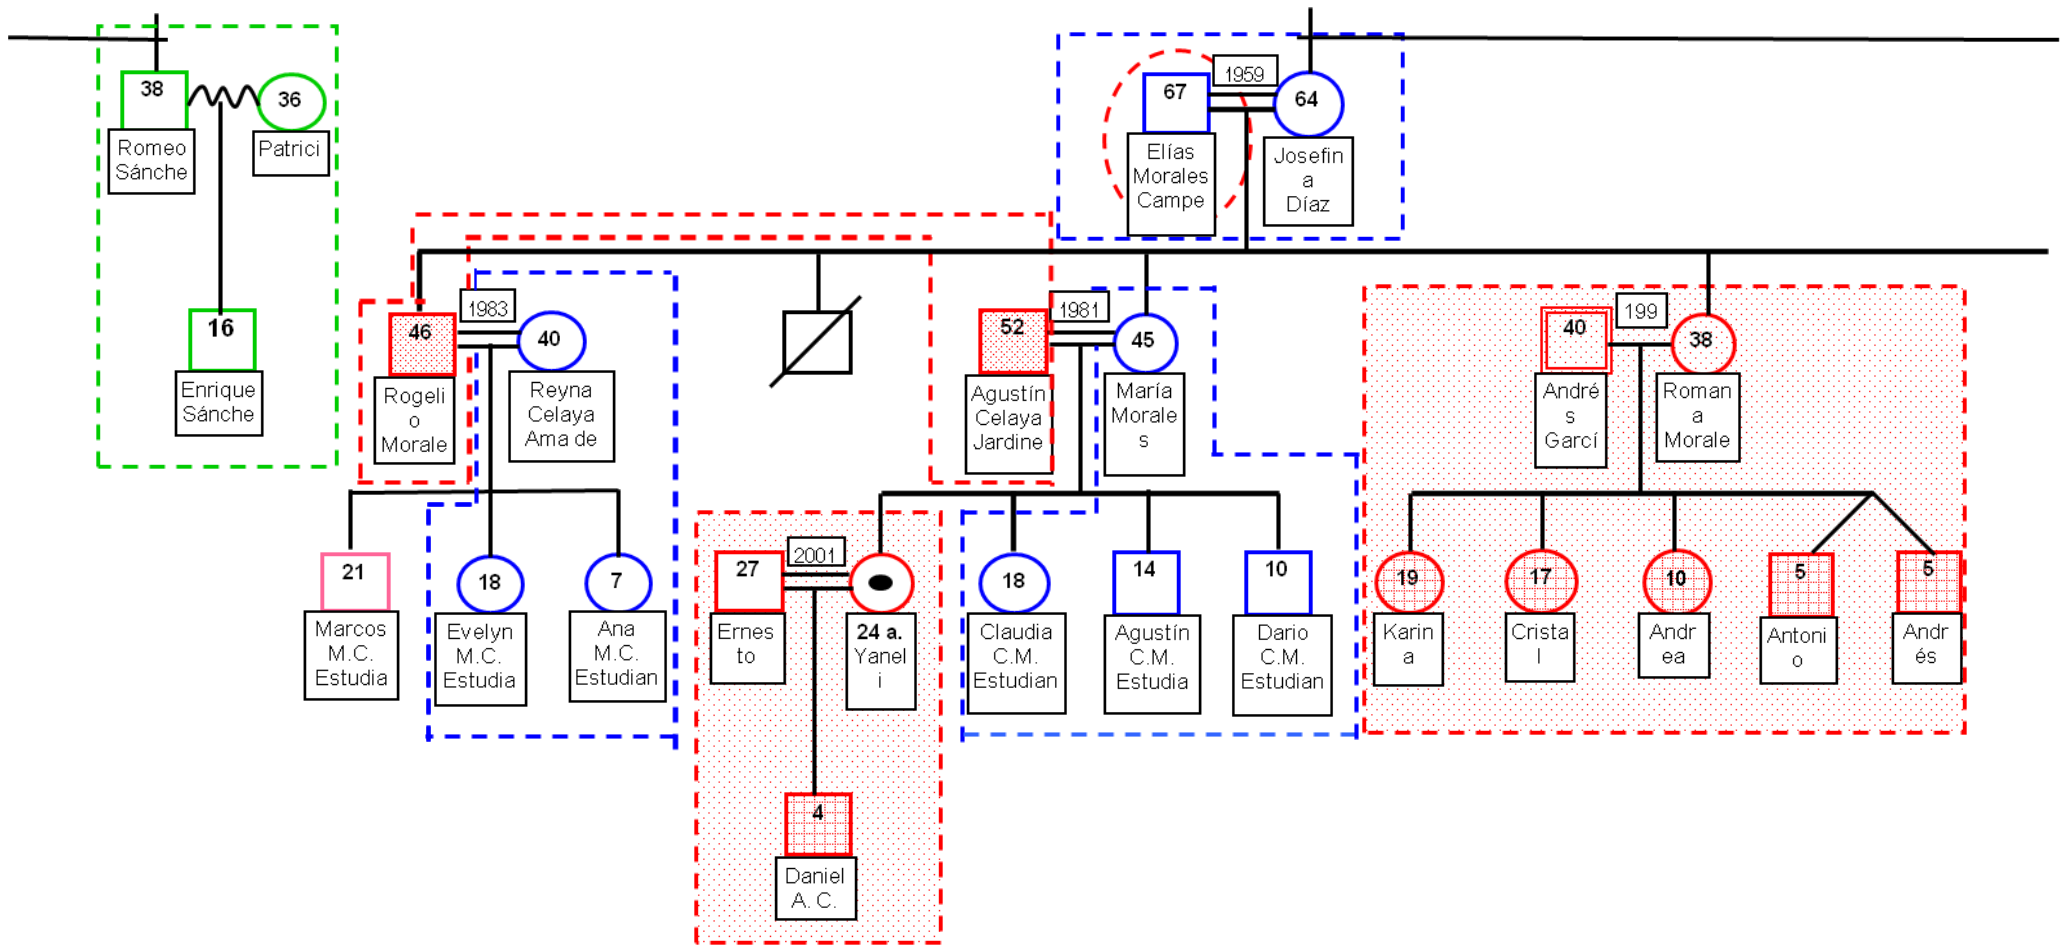 38
36
Romeo
Sánche
Patrici
16
Enrique
Sánche
1959
67
64
Elías
Morales
Campe
Josefin
a
Díaz
1983
46
40
Rogeli
o
Morale
Reyna
Celaya
Ama de
1981
52
45
Agustín
Celaya
Jardine
María
Morale
s
199
40
38
André
s
Garcí
Roman
a
Morale
21
Marcos
M.C.
Estudia
18
Evelyn
M.C.
Estudia
7
Ana
M.C.
Estudian
2001
27
Ernes
to
24 a.
Yanel
i
18
Claudia
C.M.
Estudian
14
Agustín
C.M.
Estudia
10
Dario
C.M.
Estudian
19
Karin
a
17
Crista
l
10
Andr
ea
5
Antoni
o
5
Andr
és
4
Daniel
A. C.